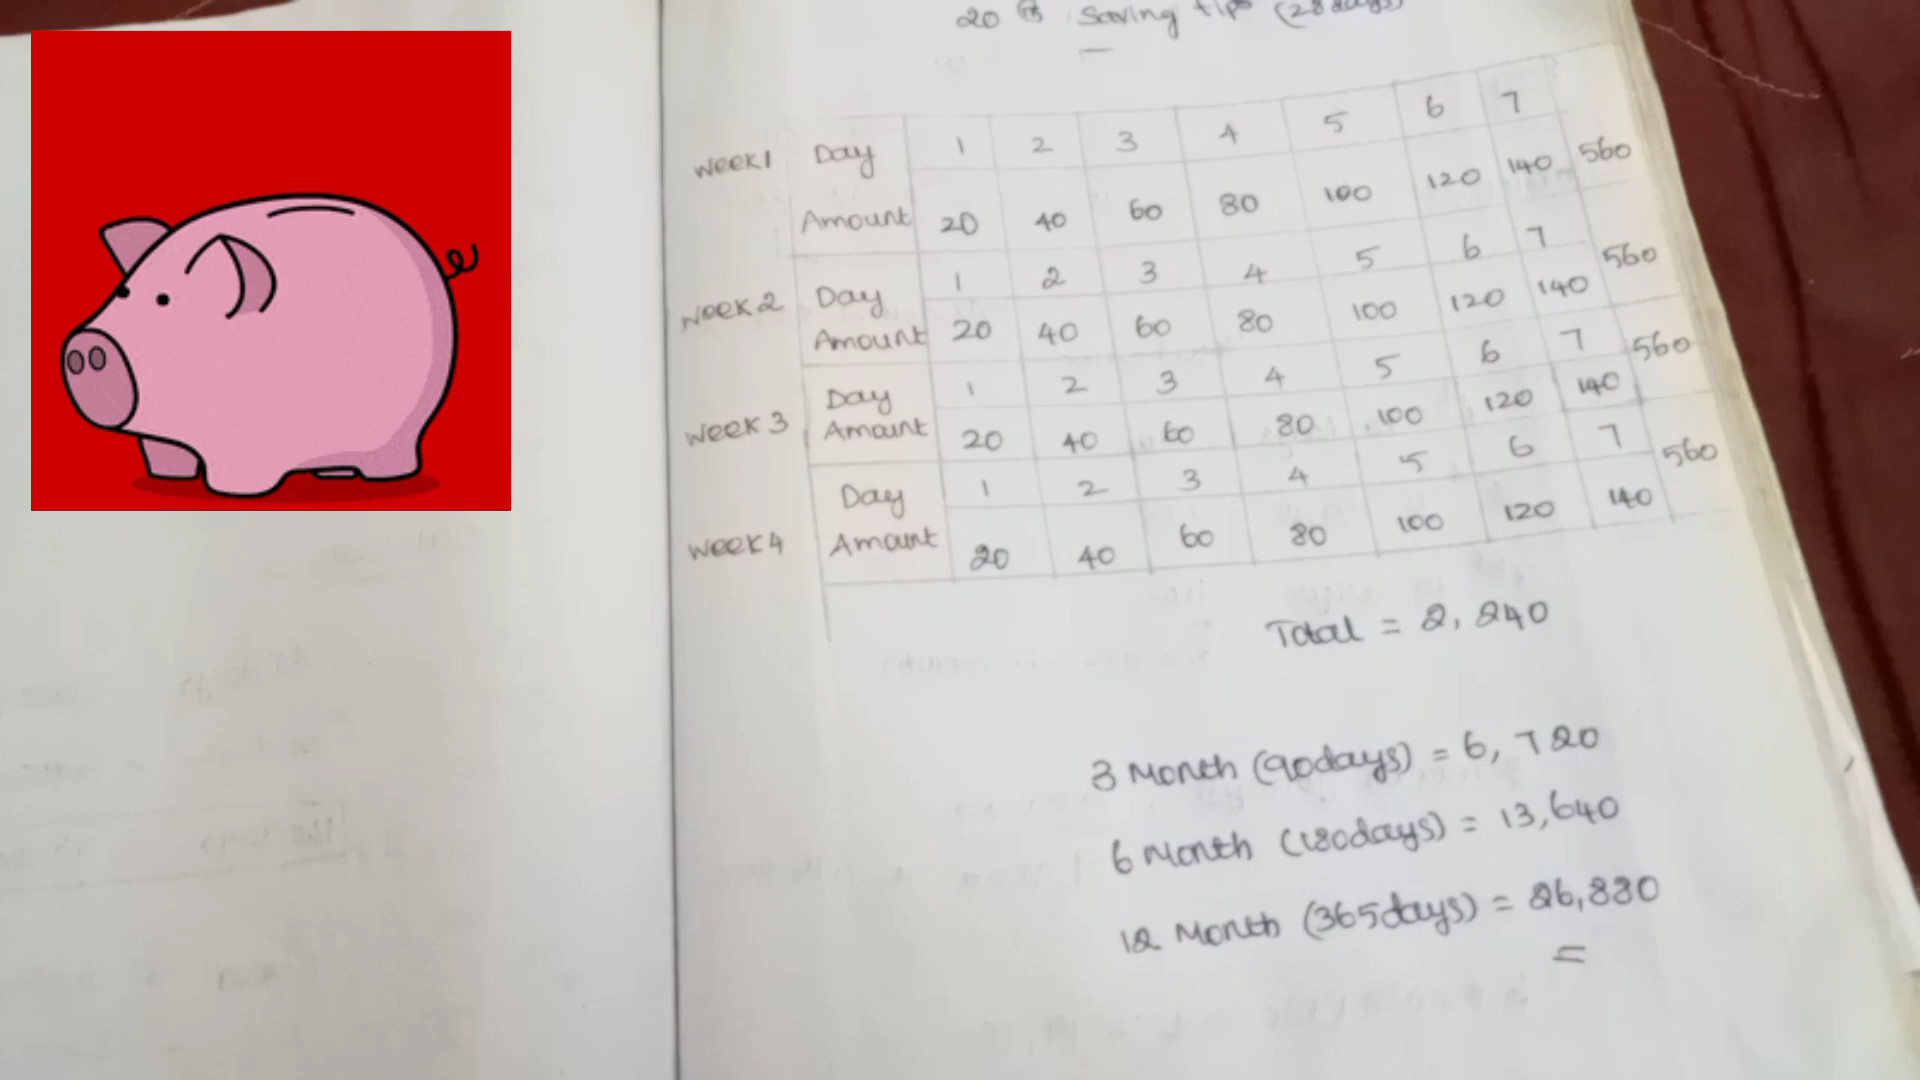 20 ரூ Saving tips (28 days)
week1 Day 1 2 3 4 5 6 7
Amount 20 40 60 80 100 120 140 560
week 2 Day 1 2 3 4 5 6 7
Amount 20 40 60 80 100 120 140 560
week 3 Day 1 2 3 4 5 6 7
Amount 20 40 60 80 100 120 140 560
week4 Day 1 2 3 4 5 6 7
Amount 20 40 60 80 100 120 140 560
Total = 2,240
3 Month (90days) = 6,720
6 Month (180days) = 13,640
12 Month (365days) = 26,880